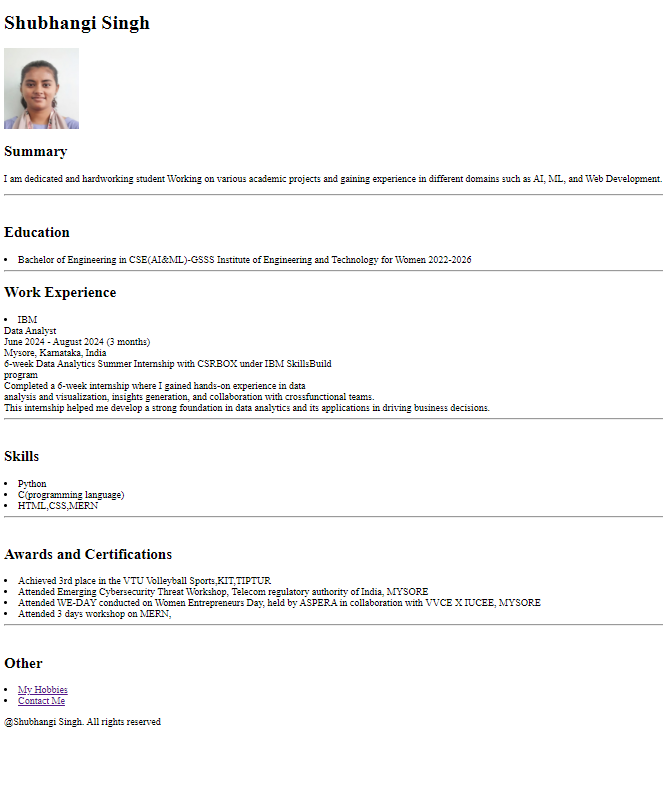 Shubhangi Singh
Summary
I am dedicated and hardworking student Working on various academic projects and gaining experience in different domains such as AI, ML, and Web Development.
Education
• Bachelor of Engineering in CSE(AI&ML)-GSSS Institute of Engineering and Technology for Women 2022-2026
Work Experience
• IBM
Data Analyst
June 2024 - August 2024 (3 months)
Mysore, Karnataka, India
6-week Data Analytics Summer Internship with CSRBOX under IBM SkillsBuild
program
Completed a 6-week internship where I gained hands-on experience in data
analysis and visualization, insights generation, and collaboration with crossfunctional teams.
This internship helped me develop a strong foundation in data analytics and its applications in driving business decisions.
Skills
• Python
• C(programming language)
• HTML,CSS,MERN
Awards and Certifications
• Achieved 3rd place in the VTU Volleyball Sports,KIT,TIPTUR
• Attended Emerging Cybersecurity Threat Workshop, Telecom regulatory authority of India, MYSORE
• Attended WE-DAY conducted on Women Entrepreneurs Day, held by ASPERA in collaboration with VVCE X IUCEE, MYSORE
• Attended 3 days workshop on MERN,
Other
• My Hobbies
• Contact Me
@Shubhangi Singh. All rights reserved